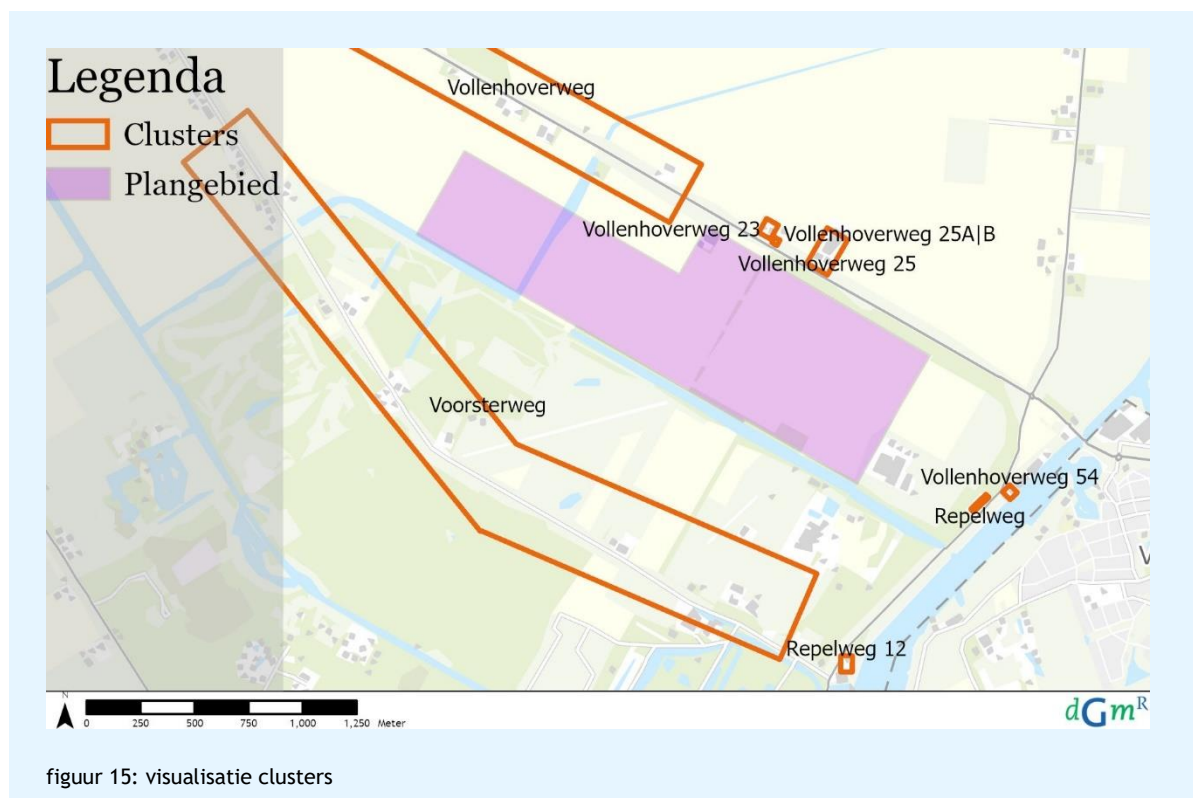 Legenda
Clusters
Plangebied
Vollenhoverweg
Vollenhoverweg 23
Vollenhoverweg 25A|B
Vollenhoverweg 25
Voorsterweg
Vollenhoverweg 54
Repelweg
V
Repelweg 12
N
0 250 500 750 1,000 1,250 Meter
dGmR
figuur 15: visualisatie clusters